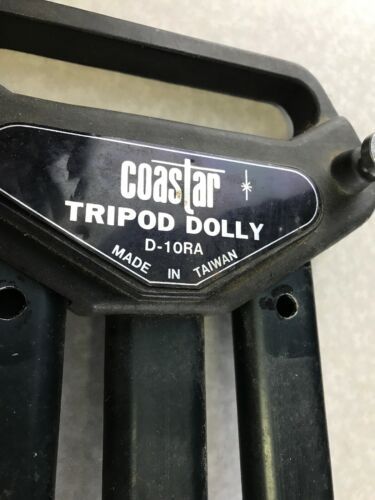 coastar
TRIPOD DOLLY
D-10RA
MADE IN TAIWAN